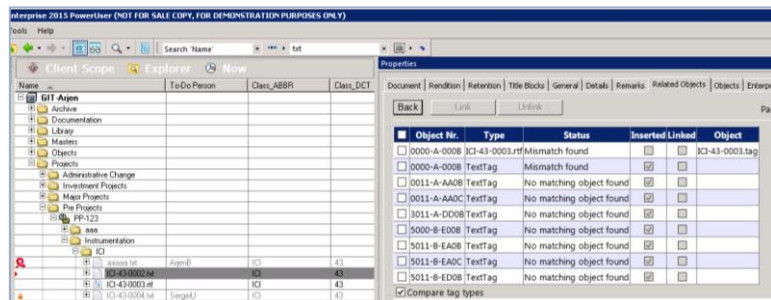 nterprise 2015 PowerUser (NOT FOR SALE COPY, FOR DEMONSTRATION PURPOSES ONLY)
Tools Help
Search 'Name' txt
Client Scope Explorer Now
Name To-Do Person Class_ABBR Class_DCT
GIT-Arjen
Archive
Documentation
Library
Masters
Objects
Projects
Administrative Change
Investment Projects
Major Projects
Pre Projects
PP-123
aaa
Instrumentation
ICI
aaaaa.txt ArjenB ICI 43
ICI-43-0002.txt ICI 43
ICI-43-0003.rtf ICI 43
ICI-43-0004.txt SergeiU ICI 43
Properties
Document Rendition Retention Title Blocks General Details Remarks Related Objects Objects Enterpr
Back Link Unlink Pa
Object Nr. Type Status Inserted Linked Object
0000-A-000B ICI-43-0003.rtf Mismatch found ICI-43-0003.tag
0000-A-000B TextTag Mismatch found
0011-A-AA0B TextTag No matching object found
0011-A-AA0C TextTag No matching object found
3011-A-DD0B TextTag No matching object found
5000-B-E00B TextTag No matching object found
5011-B-EA0B TextTag No matching object found
5011-B-EA0C TextTag No matching object found
5011-B-ED0B TextTag No matching object found
Compare tag types